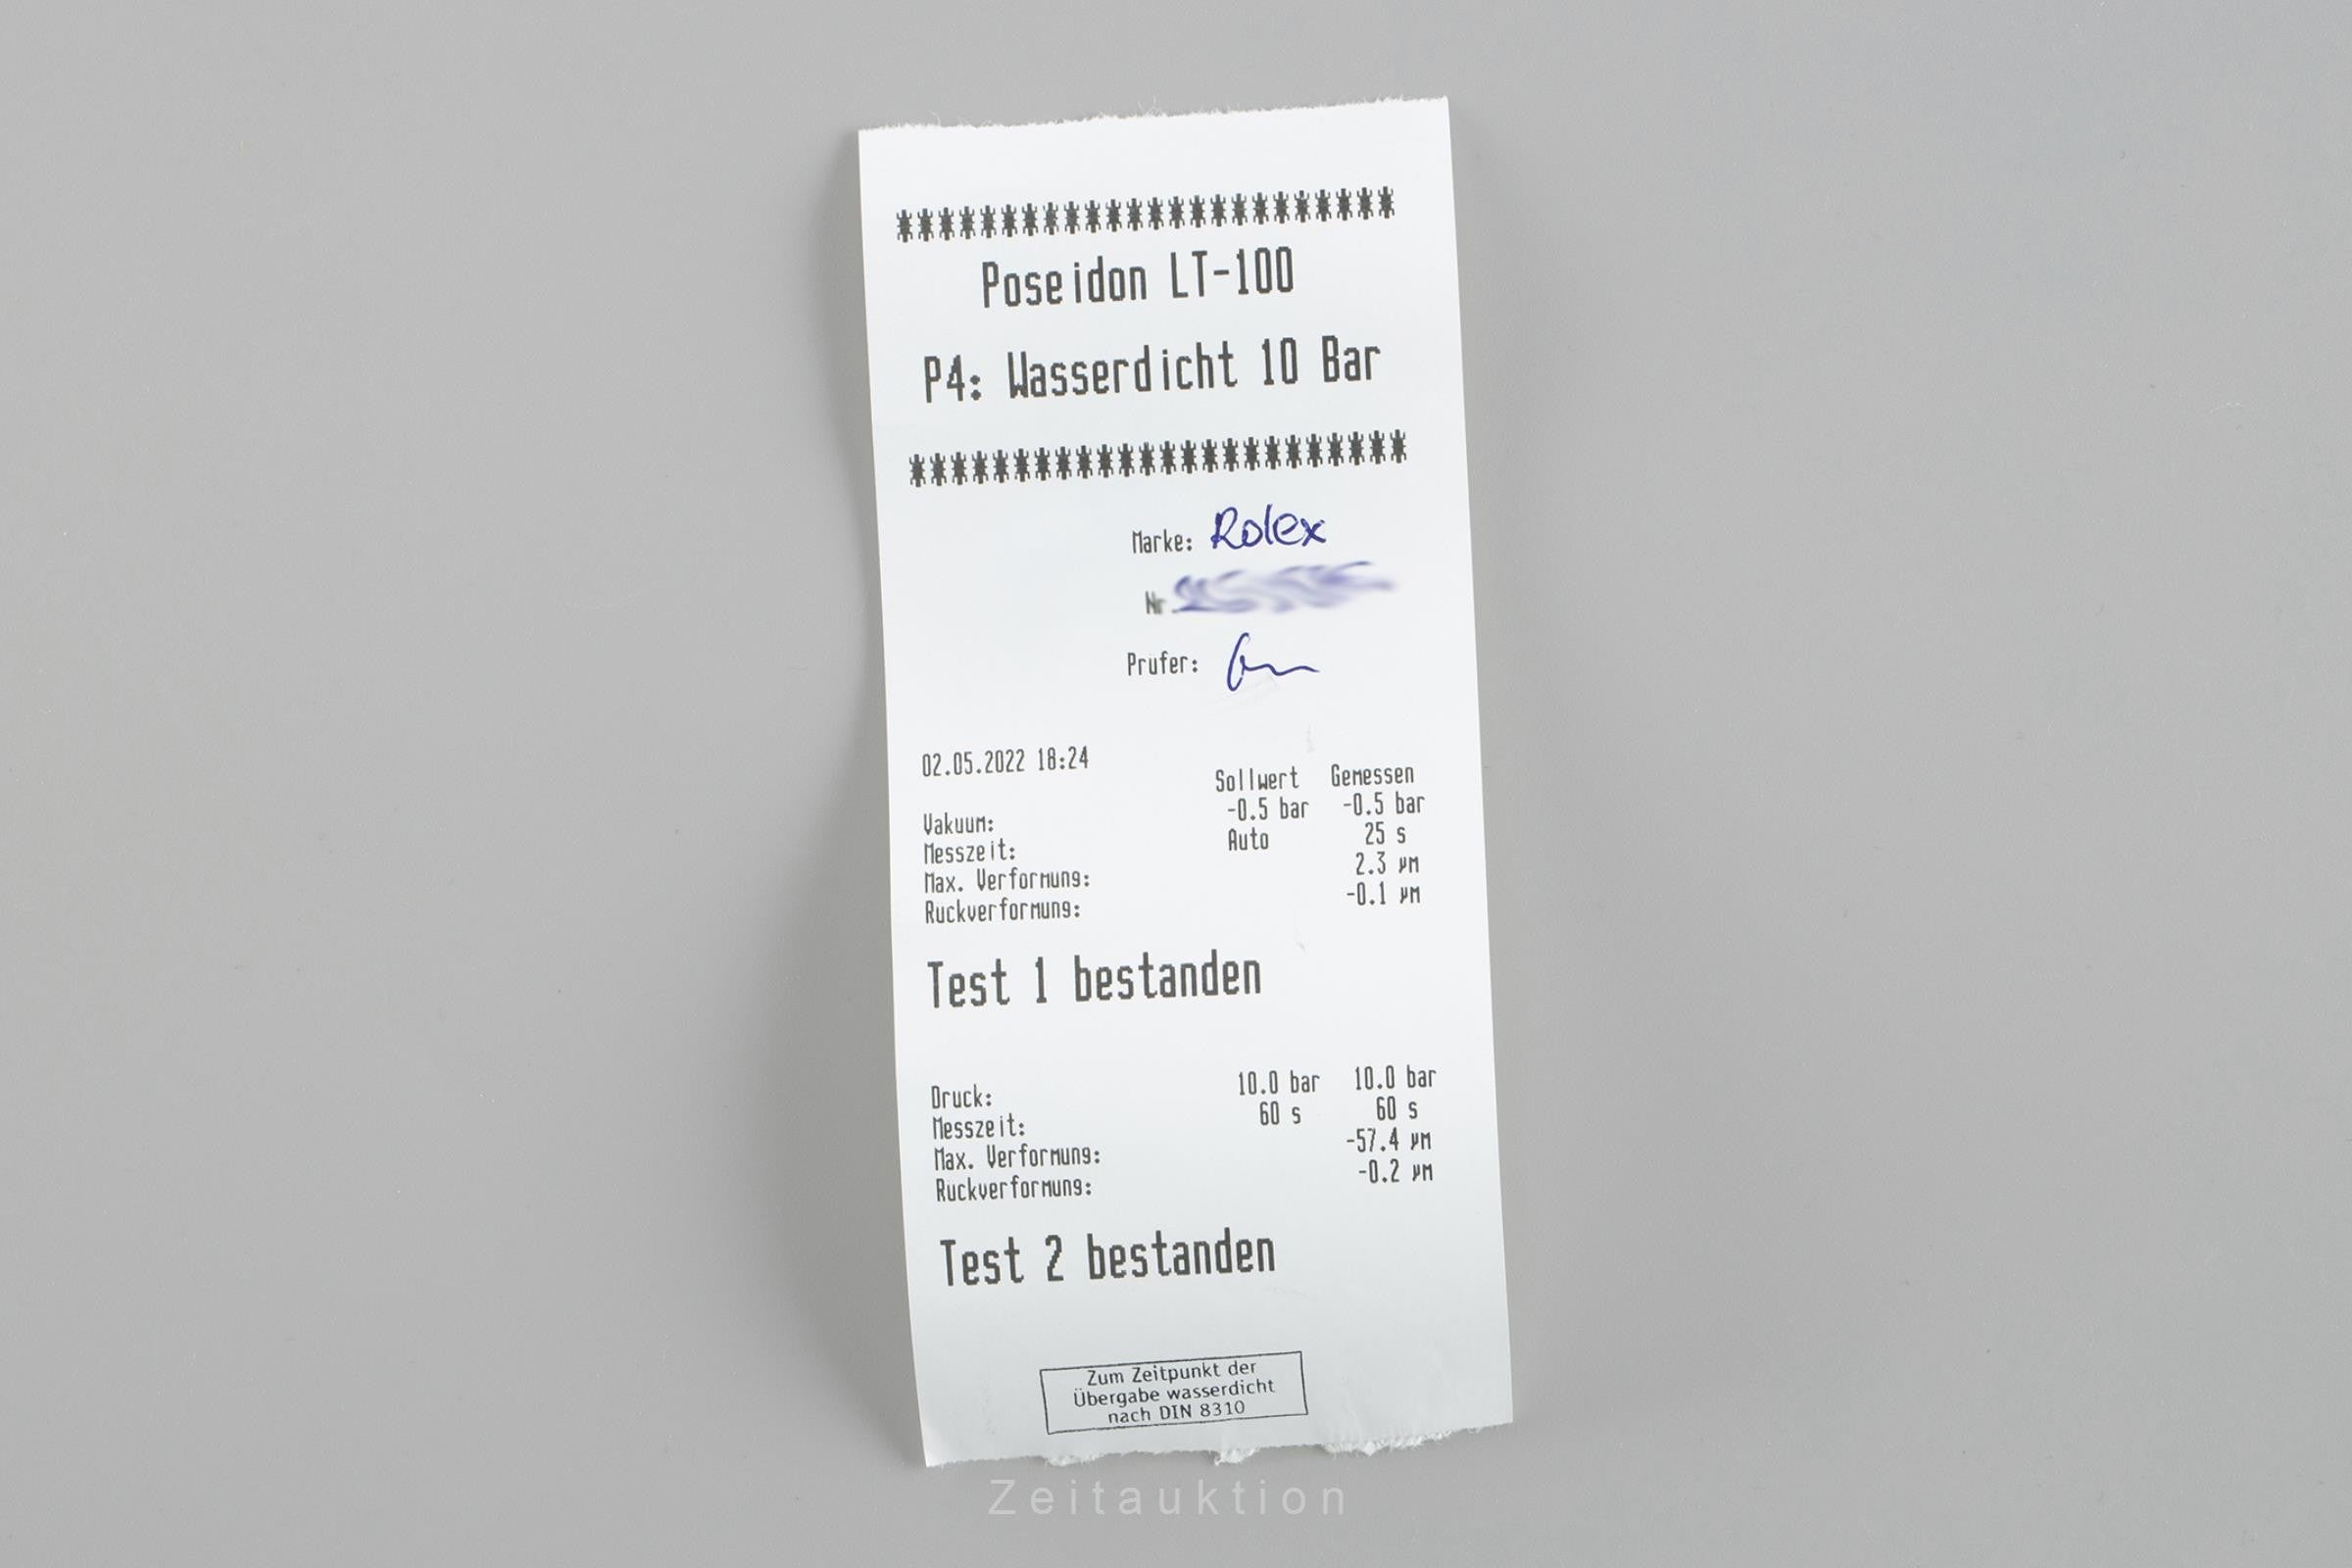 ************************
Poseidon LT-100
P4: Wasserdicht 10 Bar
************************
Marke: Rolex
Nr
Prufer:
02.05.2022 18:24
Sollwert Gemessen
Vakuum: -0.5 bar -0.5 bar
Messzeit: Auto 25 s
Max. Verformung: 2.3 µm
Ruckverformung: -0.1 µm
Test 1 bestanden
Druck: 10.0 bar 10.0 bar
Messzeit: 60 s 60 s
Max. Verformung: -57.4 µm
Ruckverformung: -0.2 µm
Test 2 bestanden
Zum Zeitpunkt der
Übergabe wasserdicht
nach DIN 8310
Zeitauktion